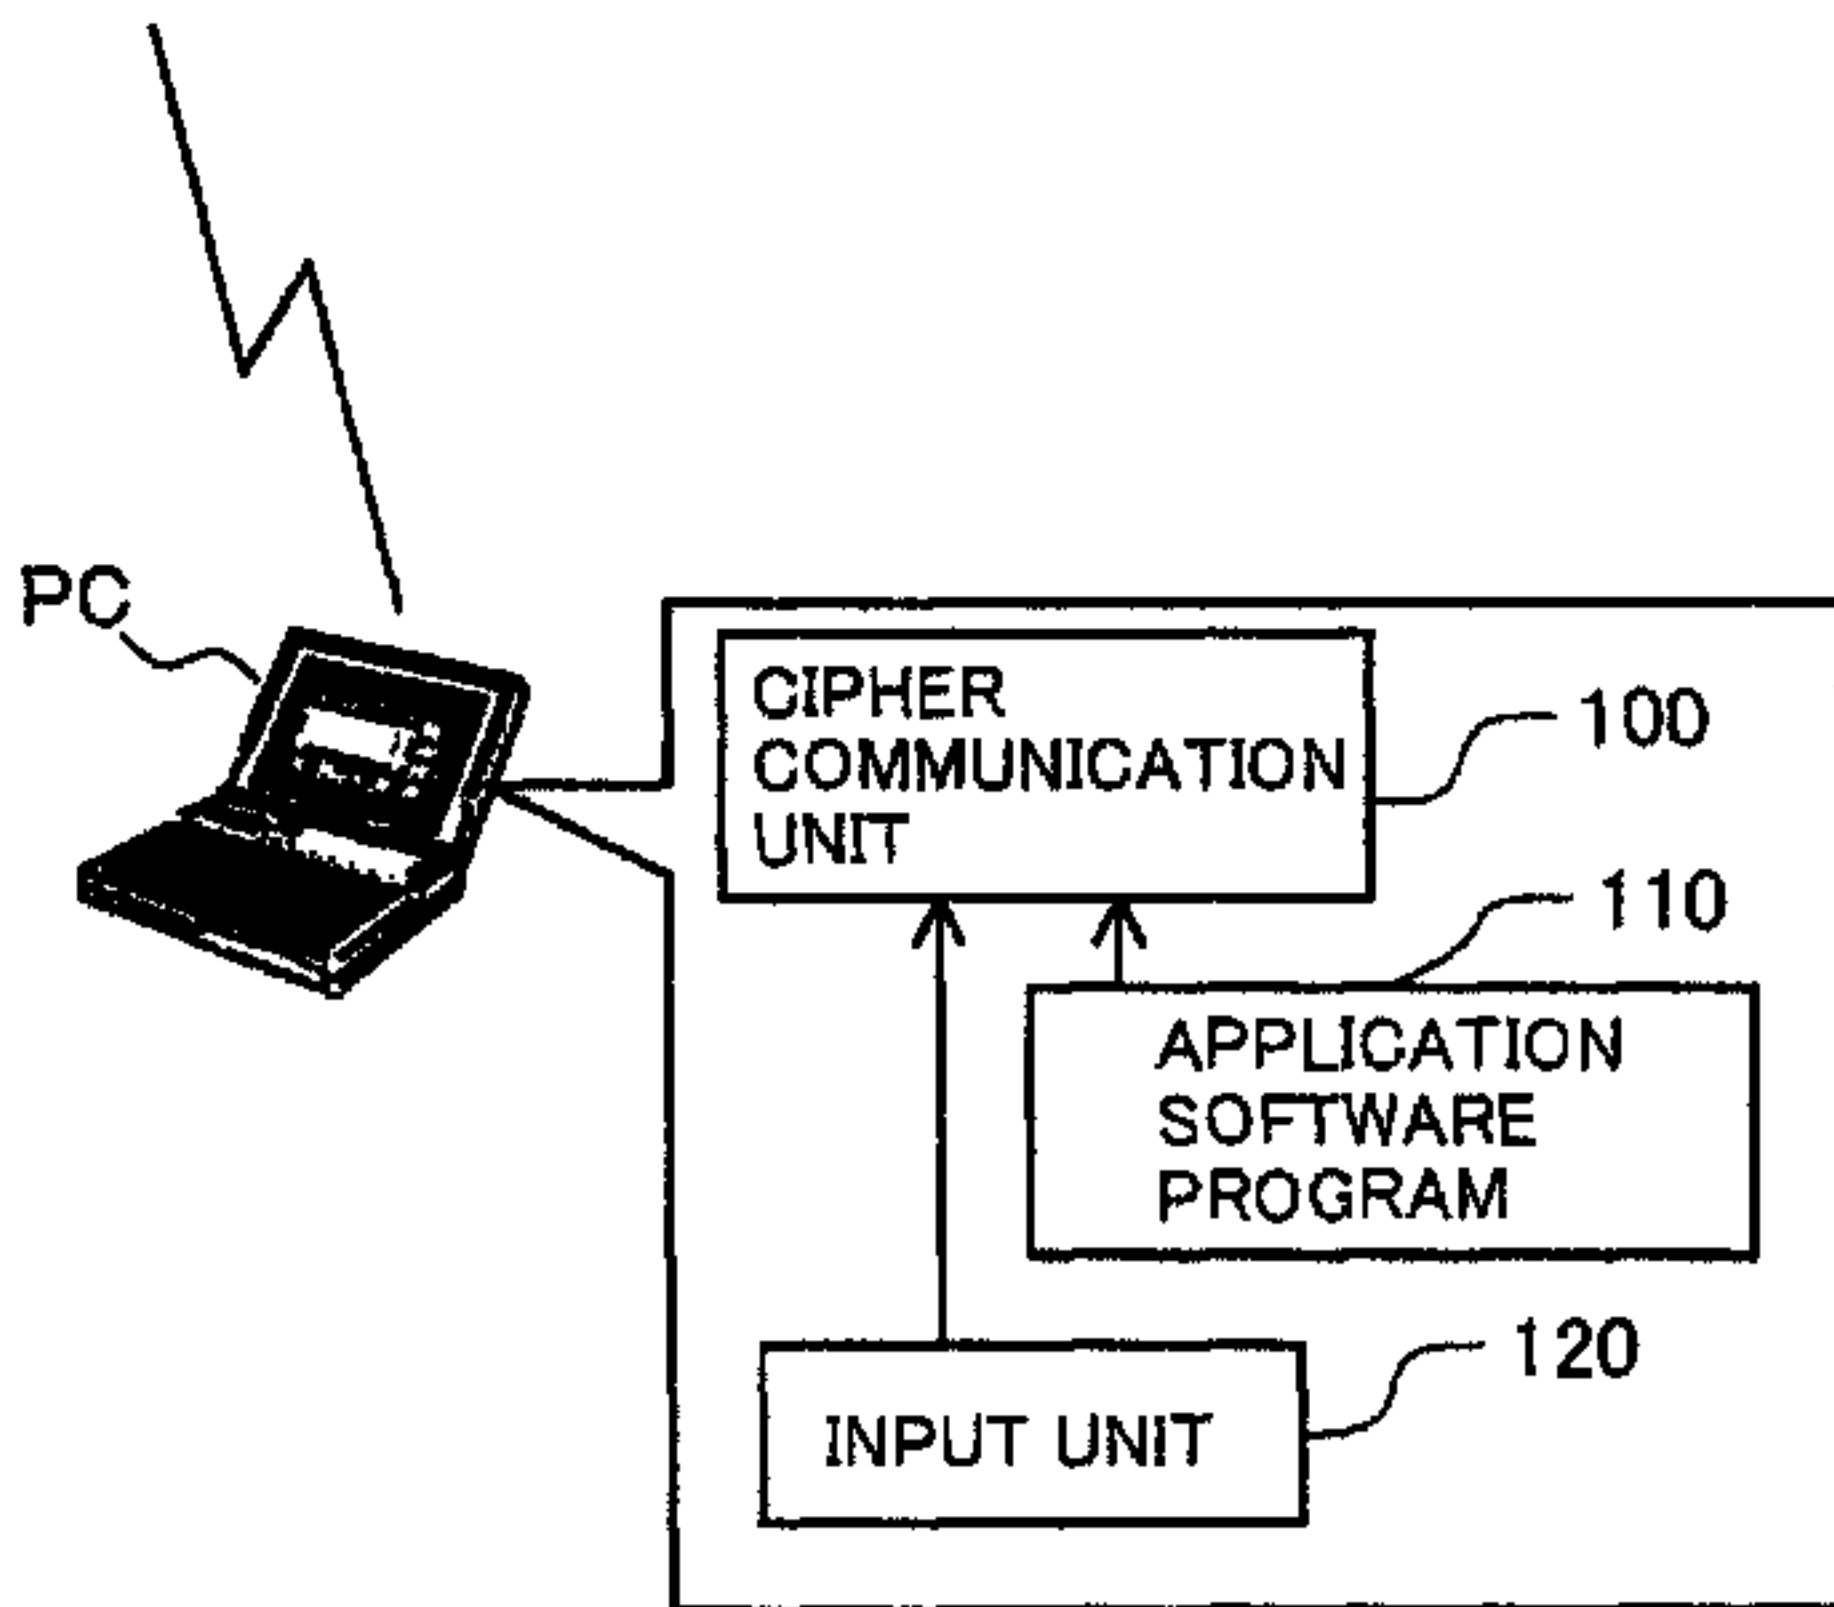 PC
CIPHER
COMMUNICATION
UNIT
100
110
APPLICATION
SOFTWARE
PROGRAM
120
INPUT UNIT